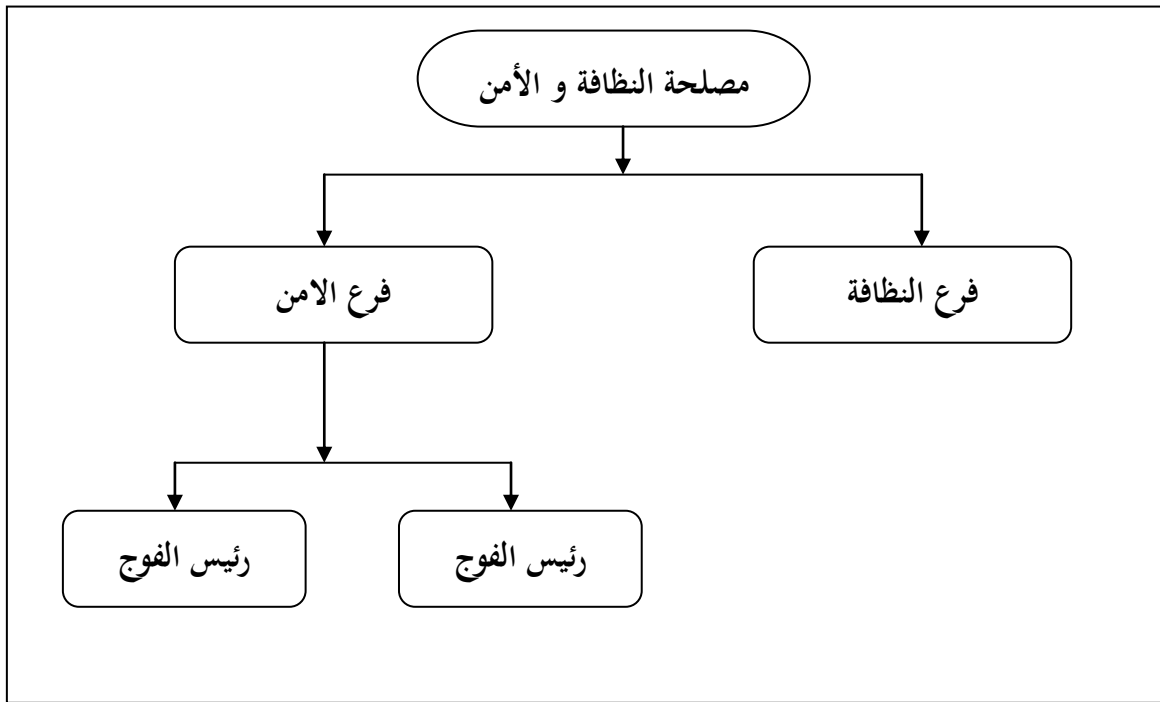 مصلحة النظافة و الأمن
فرع النظافة
فرع الامن
رئيس الفوج
رئيس الفوج